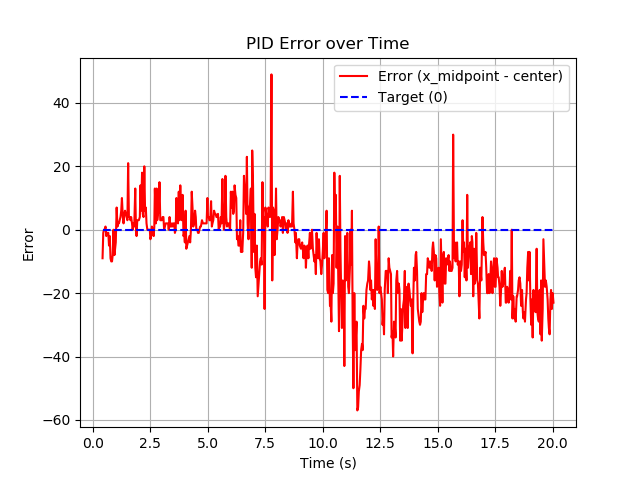 PID Error over Time
Error (x_midpoint - center)
Target (0)
40
20
0
−20
−40
−60
Error
0.0 2.5 5.0 7.5 10.0 12.5 15.0 17.5 20.0
Time (s)